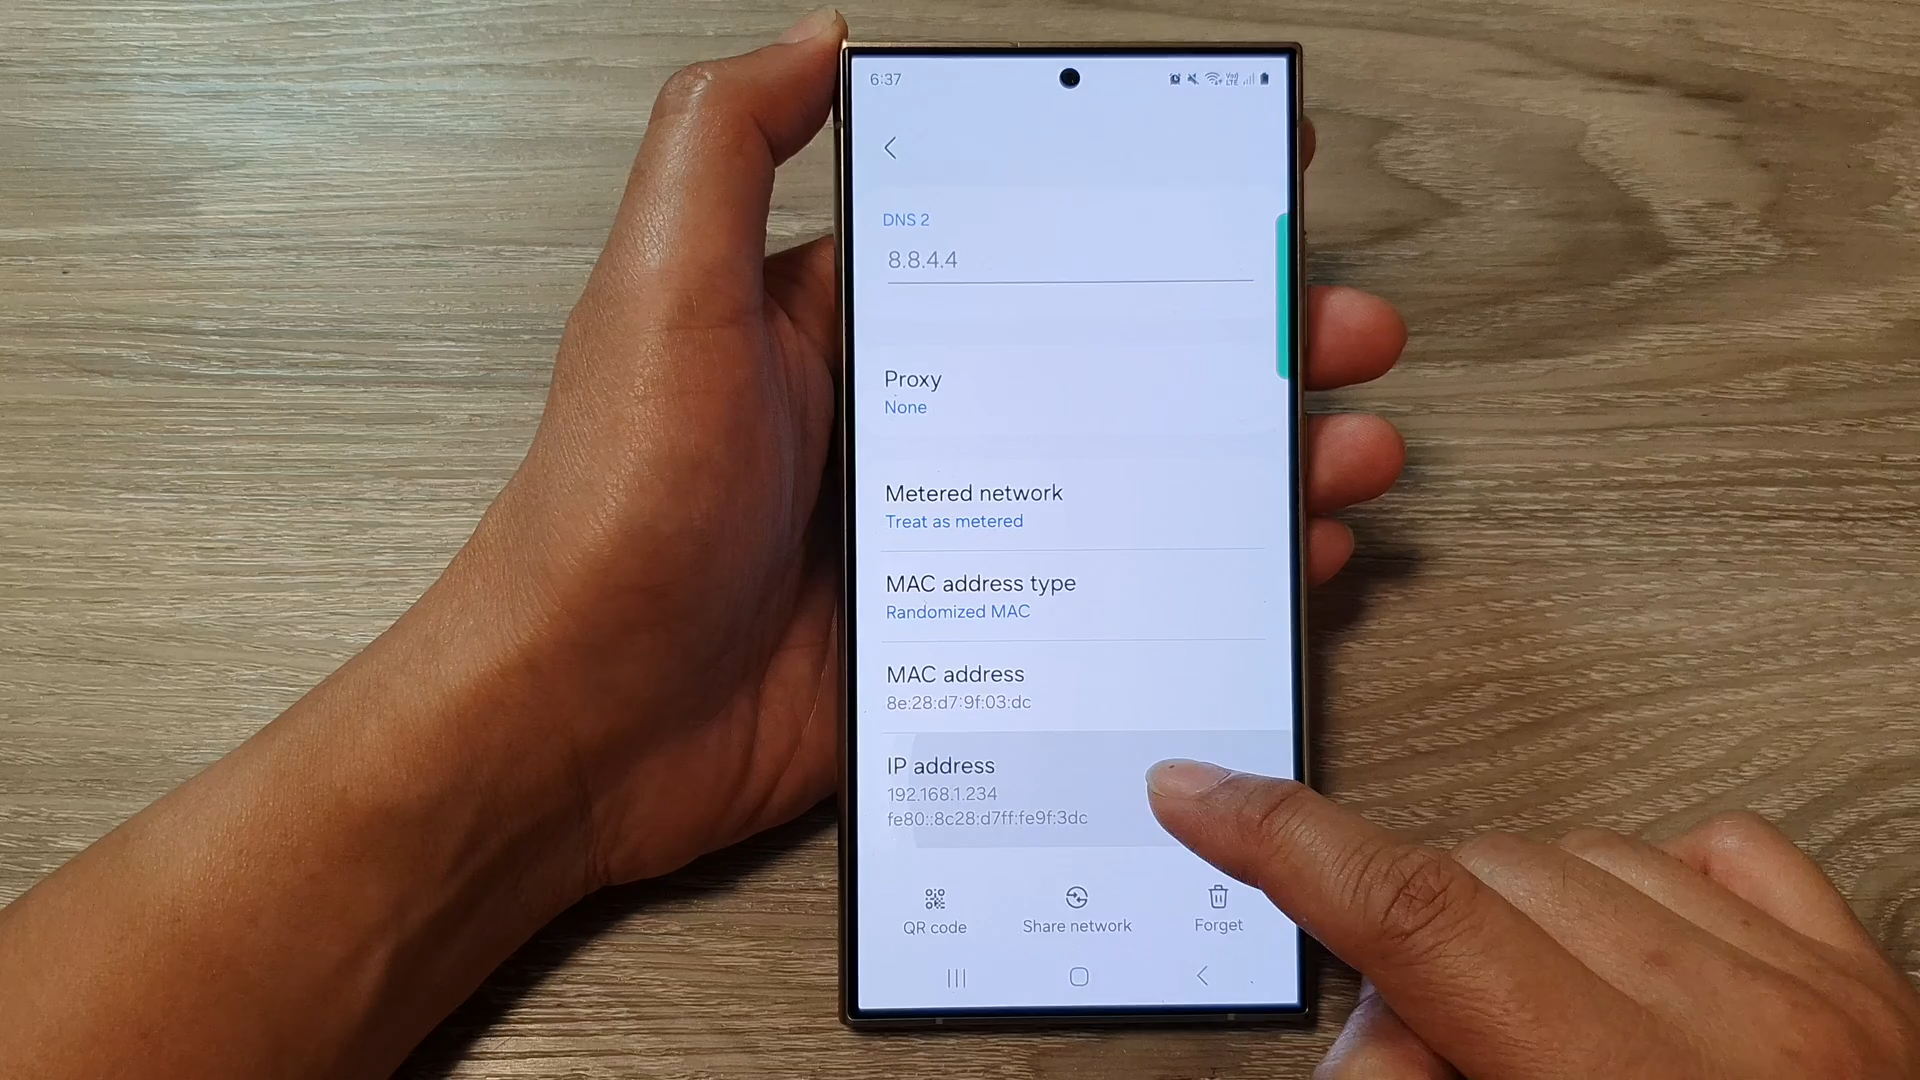 6:37
Vo) LTE
DNS 2
8.8.4.4
Proxy
None
Metered network
Treat as metered
MAC address type
Randomized MAC
MAC address
8e:28:d7:9f:03:dc
IP address
192.168.1.234
fe80::8c28:d7ff:fe9f:3dc
QR code
Share network
Forget